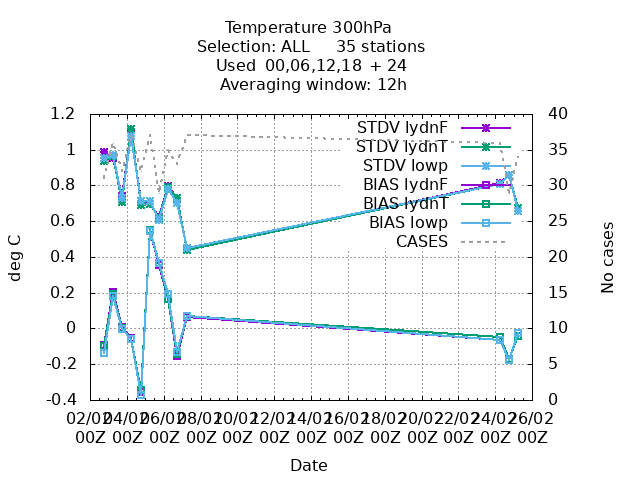 Temperature 300hPa
Selection: ALL 35 stations
Used 00,06,12,18 + 24
Averaging window: 12h
1.2 40
STDV lydnF
1 35
STDV lydnT
STDV lowp
0.8 30
BIAS lydnF
BIAS lydnT
0.6 25
BIAS lowp
CASES
0.4 20
0.2 15
0 10
-0.2 5
-0.4 0
deg C
No cases
02/02 04/02 06/02 08/02 10/02 12/02 14/02 16/02 18/02 20/02 22/02 24/02 26/02
00Z 00Z 00Z 00Z 00Z 00Z 00Z 00Z 00Z 00Z 00Z 00Z 00Z
Date